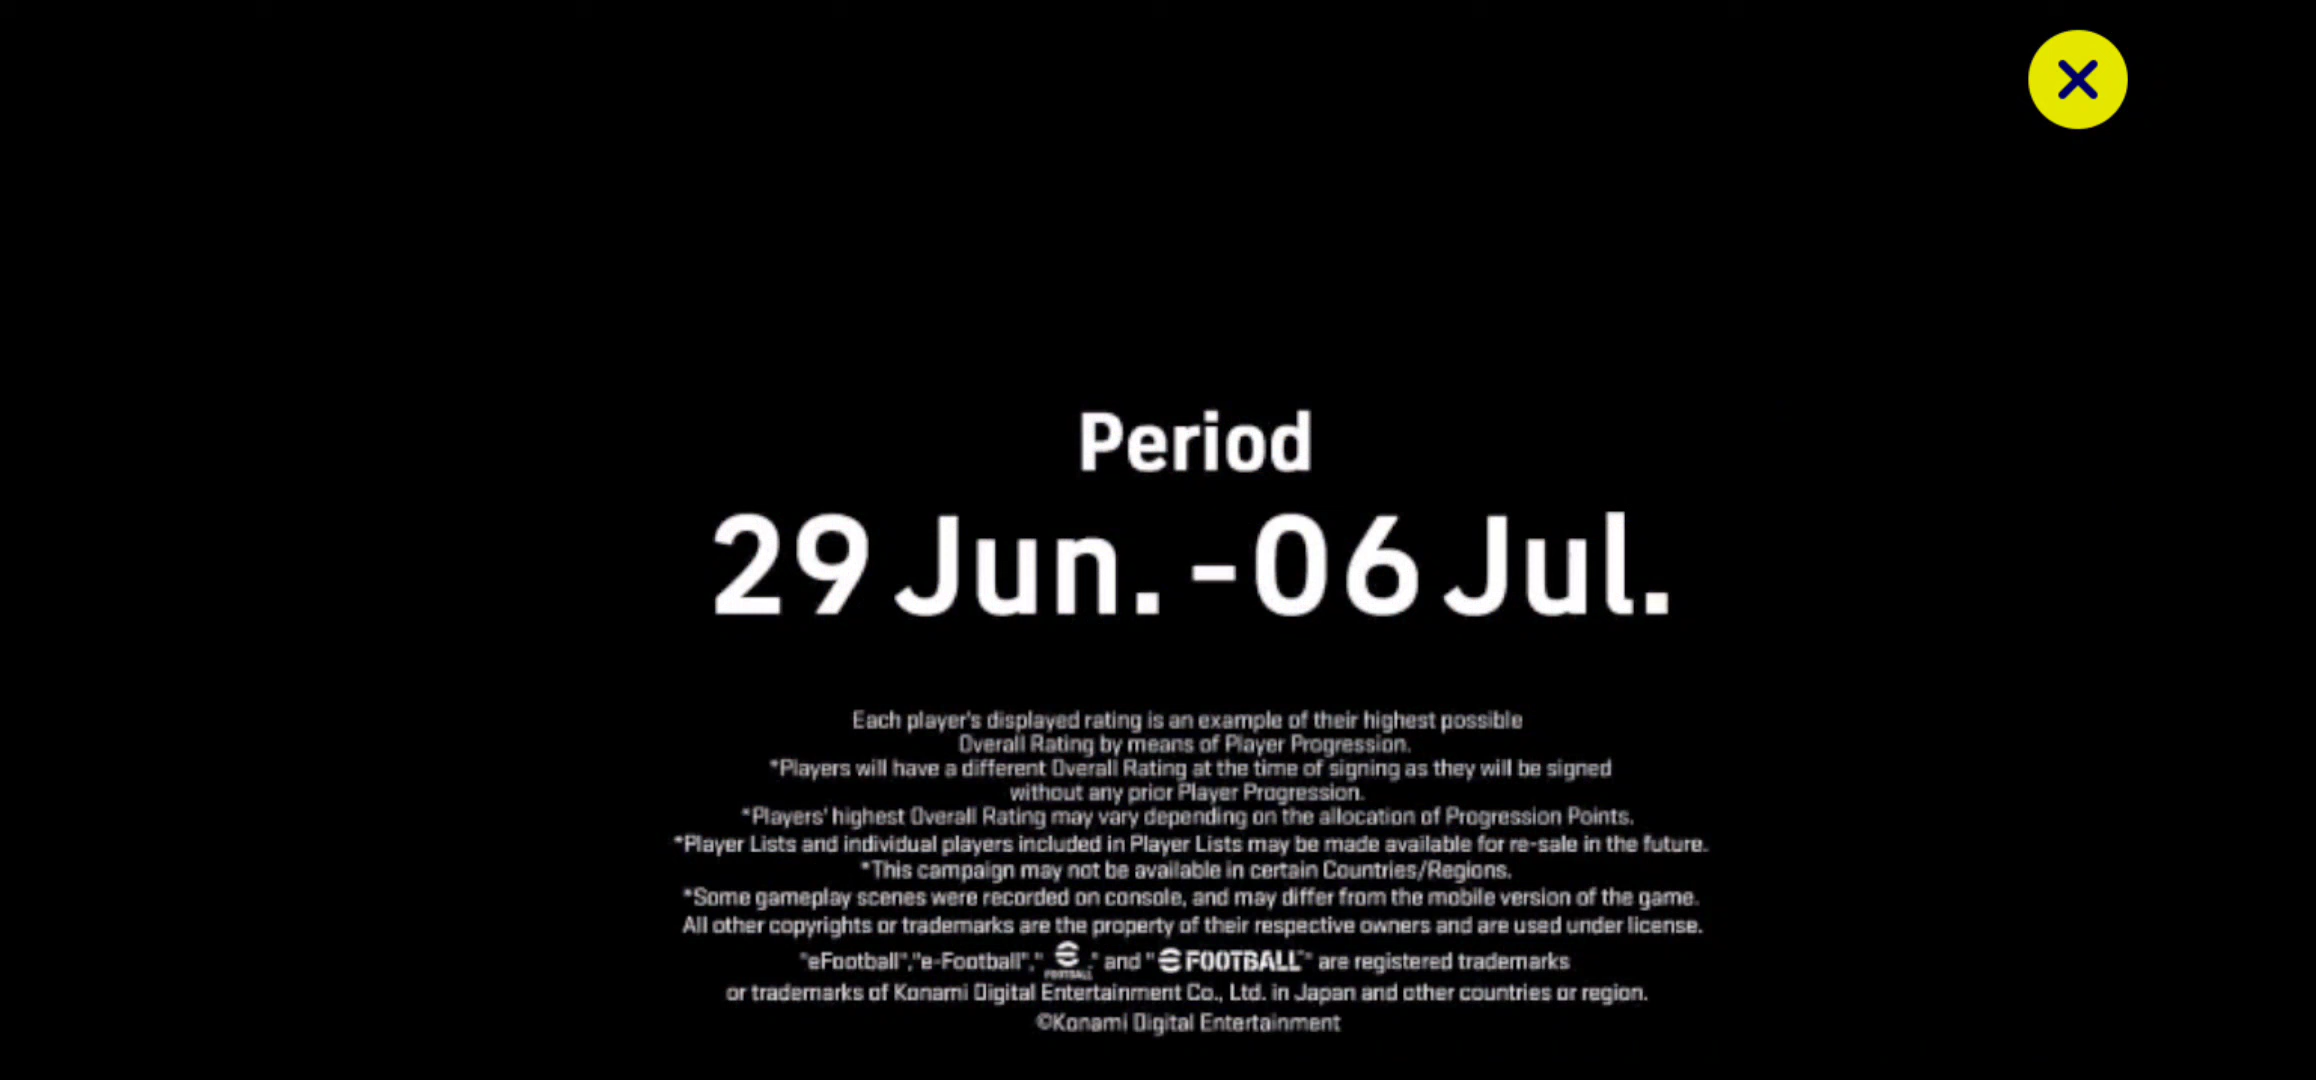 Period
29 Jun. - 06 Jul.
Each player's displayed rating is an example of their highest possible
Overall Rating by means of Player Progression.
*Players will have a different Overall Rating at the time of signing as they will be signed
without any prior Player Progression.
*Players' highest Overall Rating may vary depending on the allocation of Progression Points.
*Player Lists and individual players included in Player Lists may be made available for re-sale in the future.
*This campaign may not be available in certain Countries/Regions.
*Some gameplay scenes were recorded on console, and may differ from the mobile version of the game.
All other copyrights or trademarks are the property of their respective owners and are used under license.
"eFootball","e-Football"," FOOTBALL" and "FOOTBALL™" are registered trademarks
or trademarks of Konami Digital Entertainment Co., Ltd. in Japan and other countries or region.
©Konami Digital Entertainment